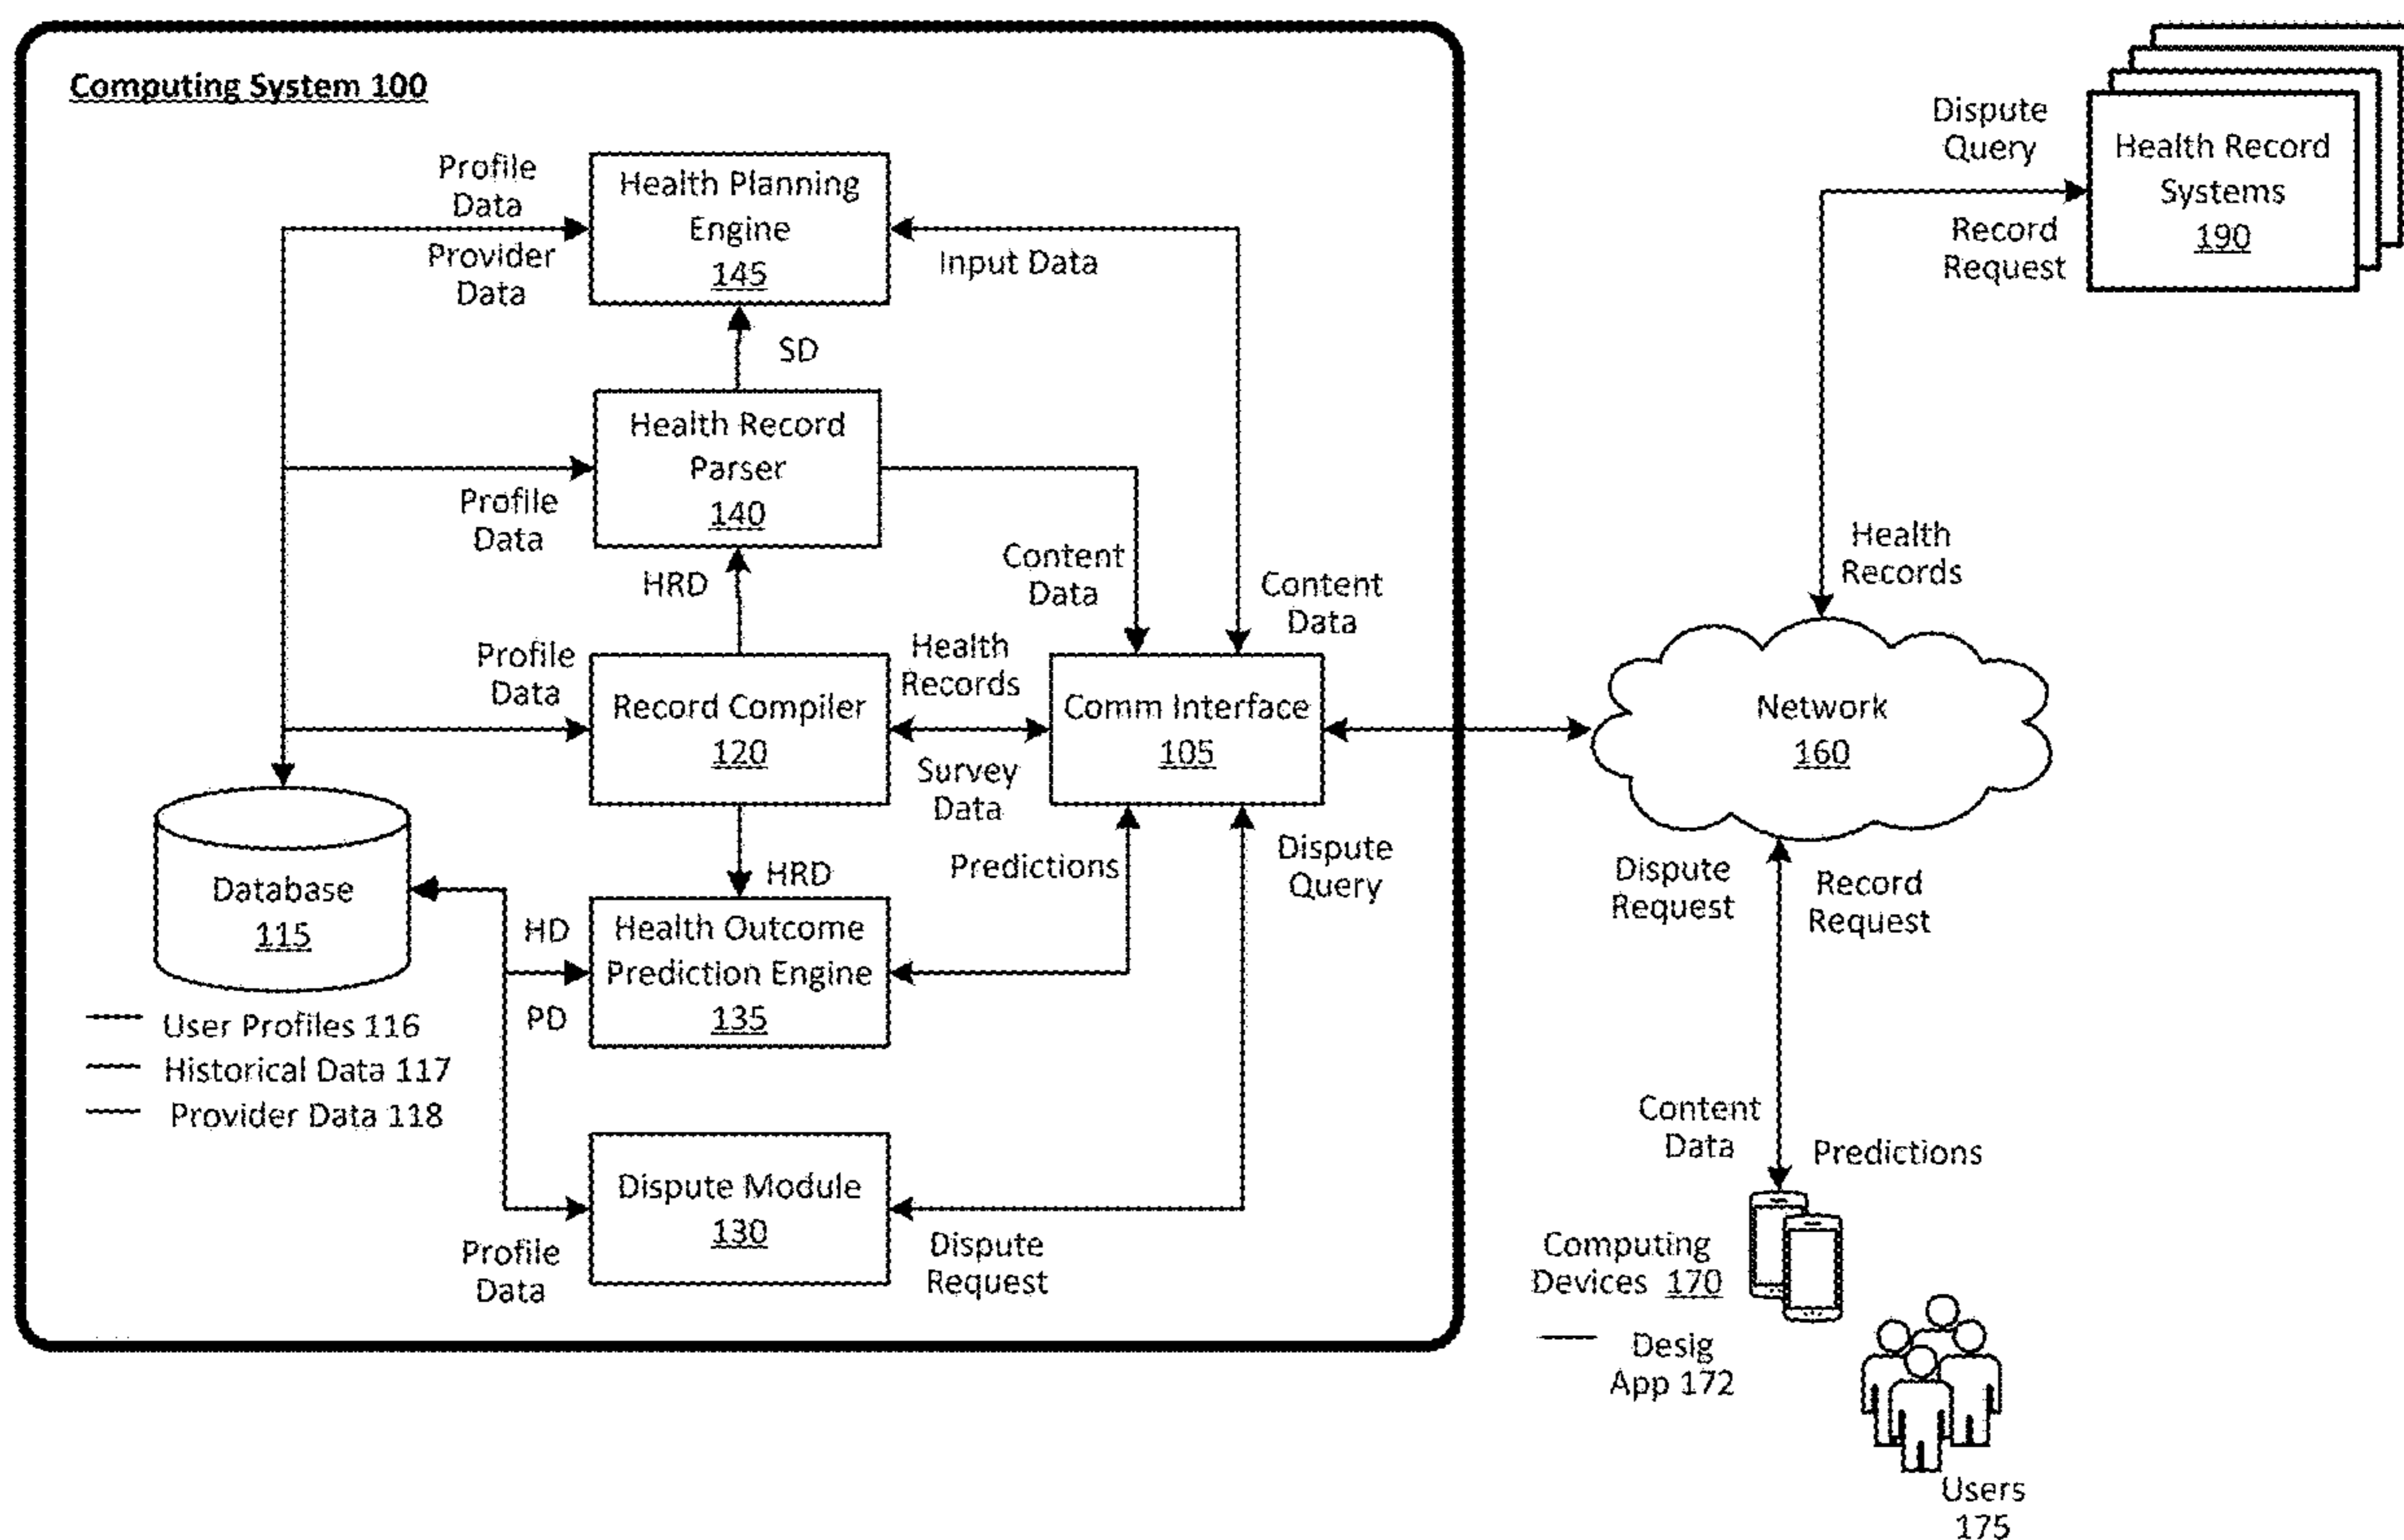 Computing System 100
Profile
Data
Provider
Data
Health Planning
Engine
145
Input Data
SD
Health Record
Parser
140
Profile
Data
HRD
Content
Data
Content
Data
Profile
Data
Record Compiler
120
Health
Records
Survey
Data
Comm Interface
105
Database
115
User Profiles 116
Historical Data 117
Provider Data 118
HRD
HD
PD
Health Outcome
Prediction Engine
135
Predictions
Dispute
Query
Dispute Module
130
Profile
Data
Dispute
Request
Dispute
Query
Record
Request
Health Record
Systems
190
Health
Records
Network
160
Dispute
Request
Record
Request
Content
Data
Predictions
Computing
Devices 170
Desig
App 172
Users
175